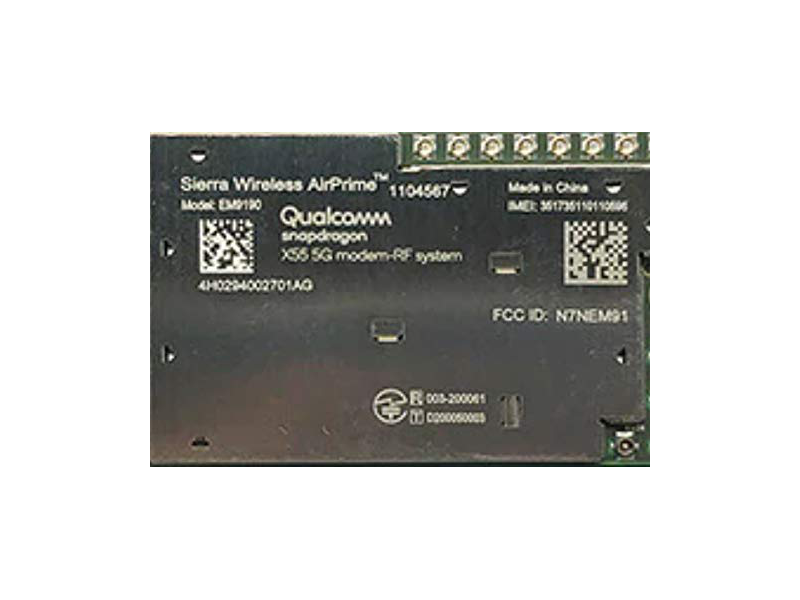 Sierra Wireless AirPrime™ 1104567
Model: EM9190
Made in China
IMEI: 351735110110696
Qualcomm
snapdragon
X55 5G modem-RF system
4H0294002701AG
FCC ID: N7NEM91
R 003-200061
T D200050003